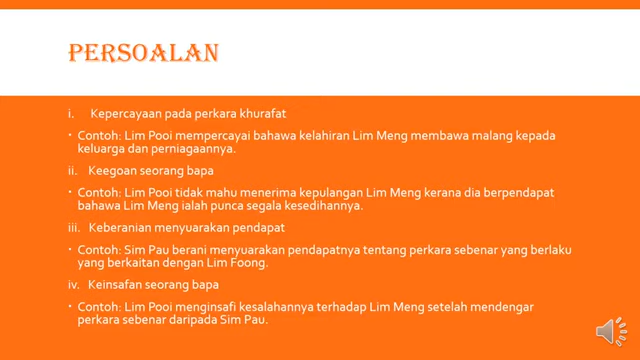 PERSOALAN
i. Kepercayaan pada perkara khurafat
• Contoh: Lim Pooi mempercayai bahawa kelahiran Lim Meng membawa malang kepada
keluarga dan perniagaannya.
ii. Keegoan seorang bapa
• Contoh: Lim Pooi tidak mahu menerima kepulangan Lim Meng kerana dia berpendapat
bahawa Lim Meng ialah punca segala kesedihannya.
iii. Keberanian menyuarakan pendapat
• Contoh: Sim Pau berani menyuarakan pendapatnya tentang perkara sebenar yang berlaku
yang berkaitan dengan Lim Foong.
iv. Keinsafan seorang bapa
• Contoh: Lim Pooi menginsafi kesalahannya terhadap Lim Meng setelah mendengar
perkara sebenar daripada Sim Pau.